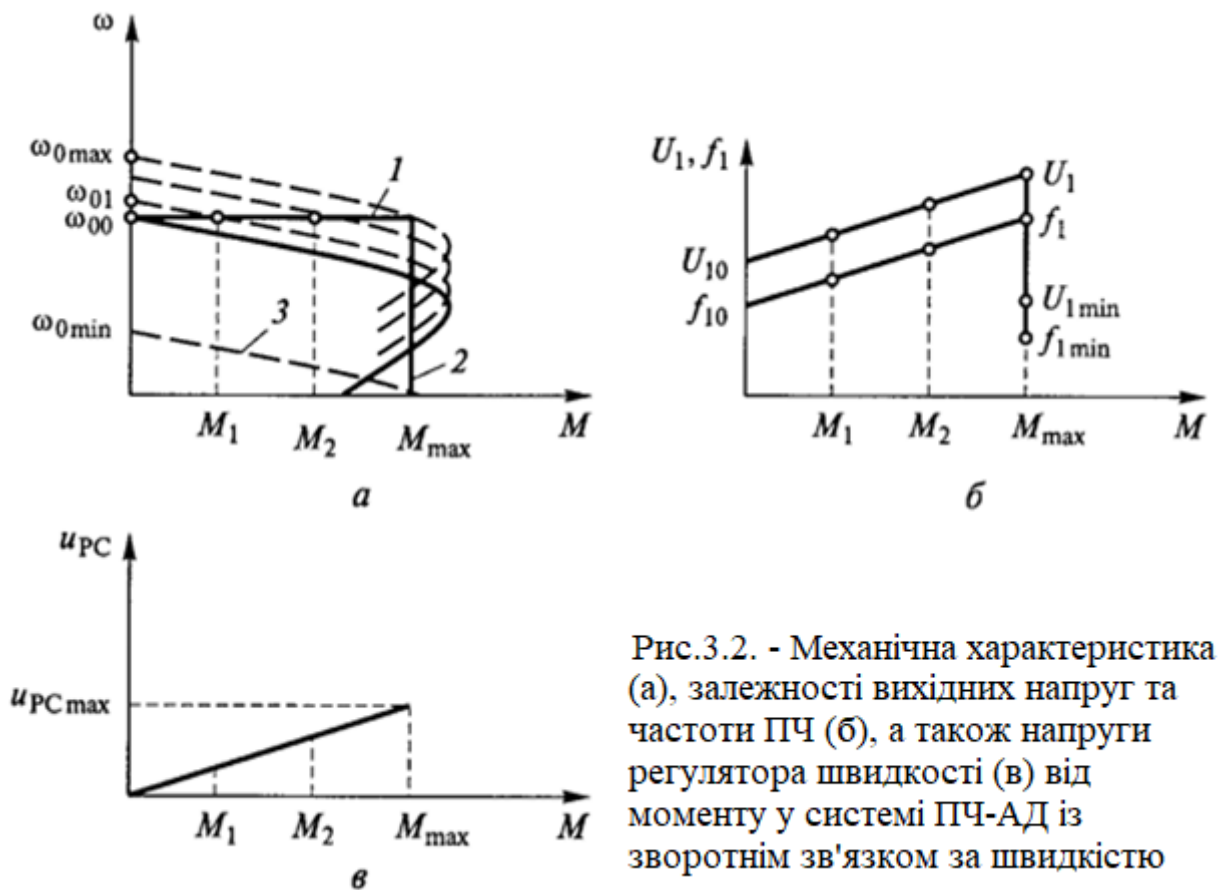 ω
ω0max
ω01
ω00
ω0min
1
3
2
M1
M2
Mmax
M
а
U1, f1
U10
f10
U1
f1
U1min
f1min
M1
M2
Mmax
M
б
uPC
uPCmax
M1
M2
Mmax
M
в
Рис.3.2. - Механічна характеристика
(а), залежності вихідних напруг та
частоти ПЧ (б), а також напруги
регулятора швидкості (в) від
моменту у системі ПЧ-АД із
зворотнім зв'язком за швидкістю